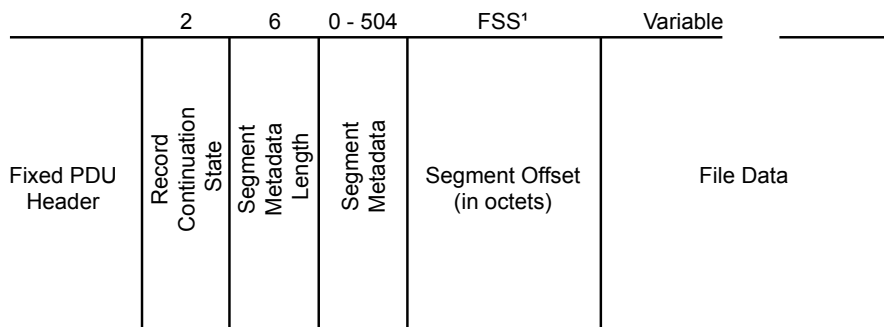 2 6 0 - 504 FSS¹ Variable
Fixed PDU
Header
Record
Continuation
State
Segment
Metadata
Length
Segment
Metadata
Segment Offset
(in octets)
File Data